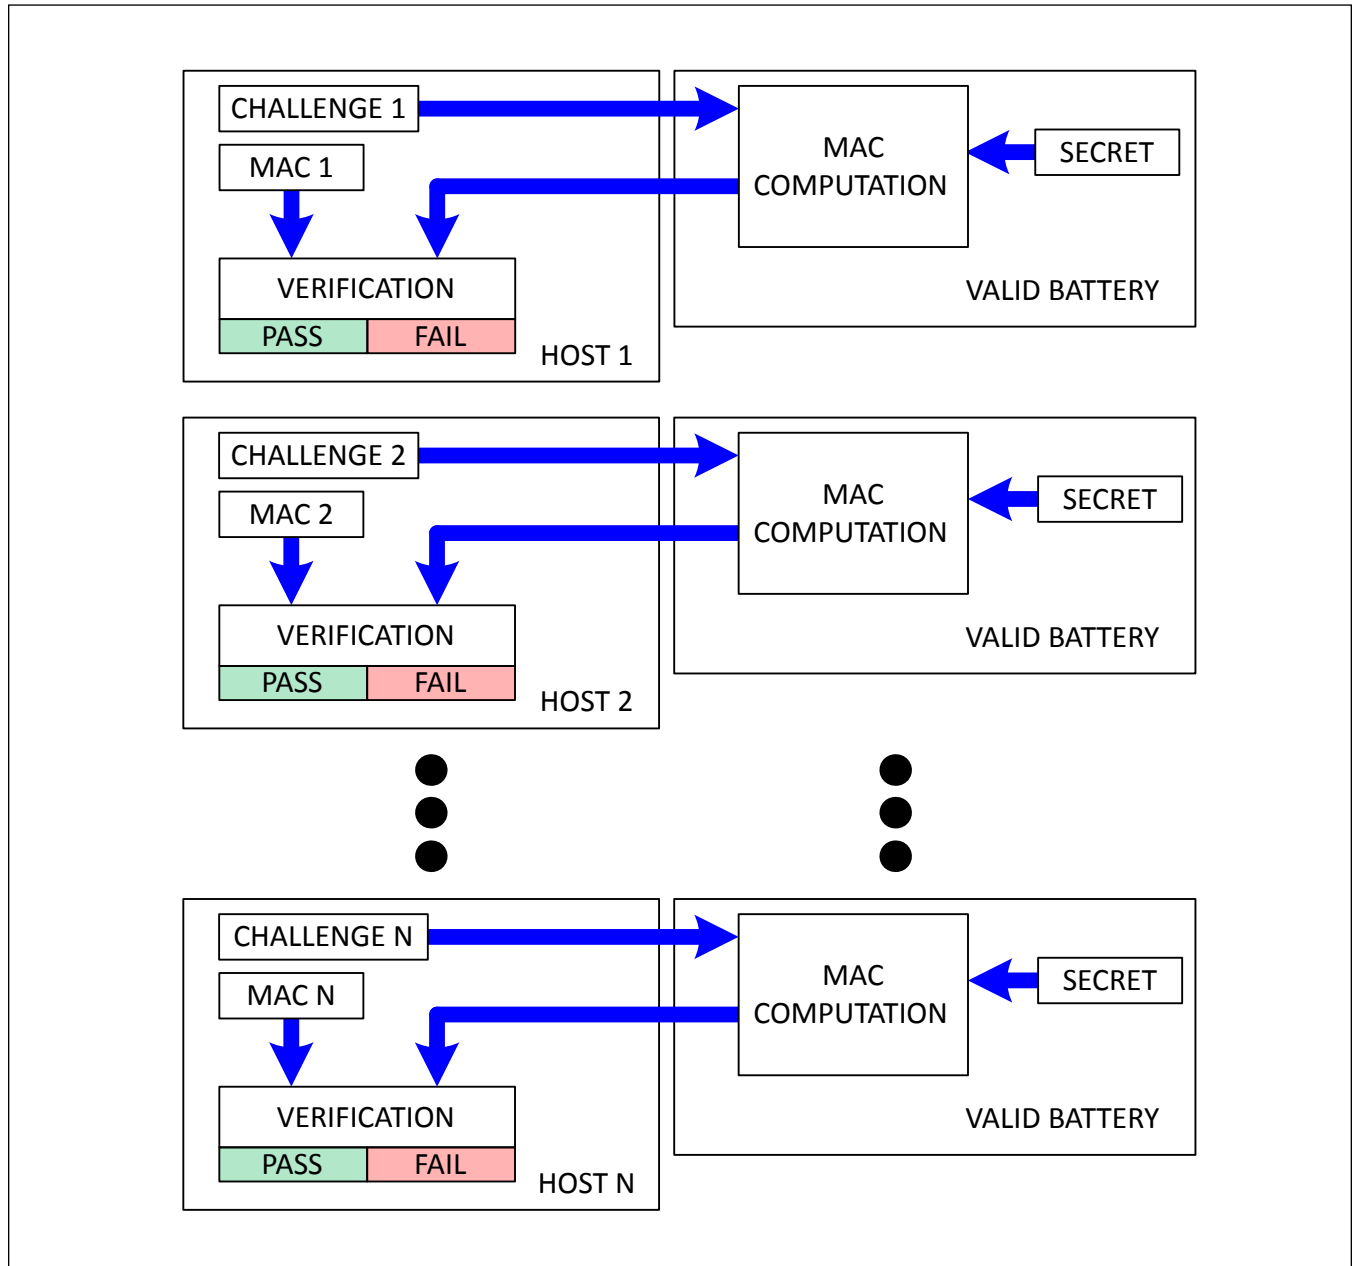 CHALLENGE 1
MAC 1
VERIFICATION
PASS
FAIL
HOST 1
MAC
COMPUTATION
SECRET
VALID BATTERY
CHALLENGE 2
MAC 2
VERIFICATION
PASS
FAIL
HOST 2
MAC
COMPUTATION
SECRET
VALID BATTERY
CHALLENGE N
MAC N
VERIFICATION
PASS
FAIL
HOST N
MAC
COMPUTATION
SECRET
VALID BATTERY